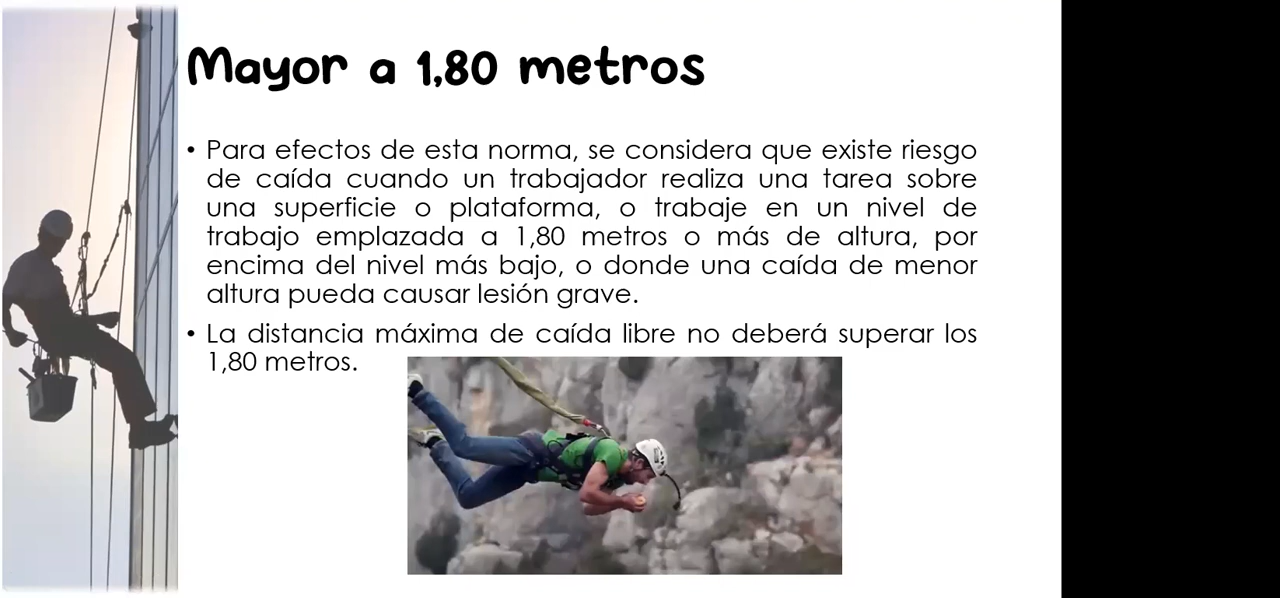 Mayor a 1,80 metros
• Para efectos de esta norma, se considera que existe riesgo
de caída cuando un trabajador realiza una tarea sobre
una superficie o plataforma, o trabaje en un nivel de
trabajo emplazada a 1,80 metros o más de altura, por
encima del nivel más bajo, o donde una caída de menor
altura pueda causar lesión grave.
• La distancia máxima de caída libre no deberá superar los
1,80 metros.